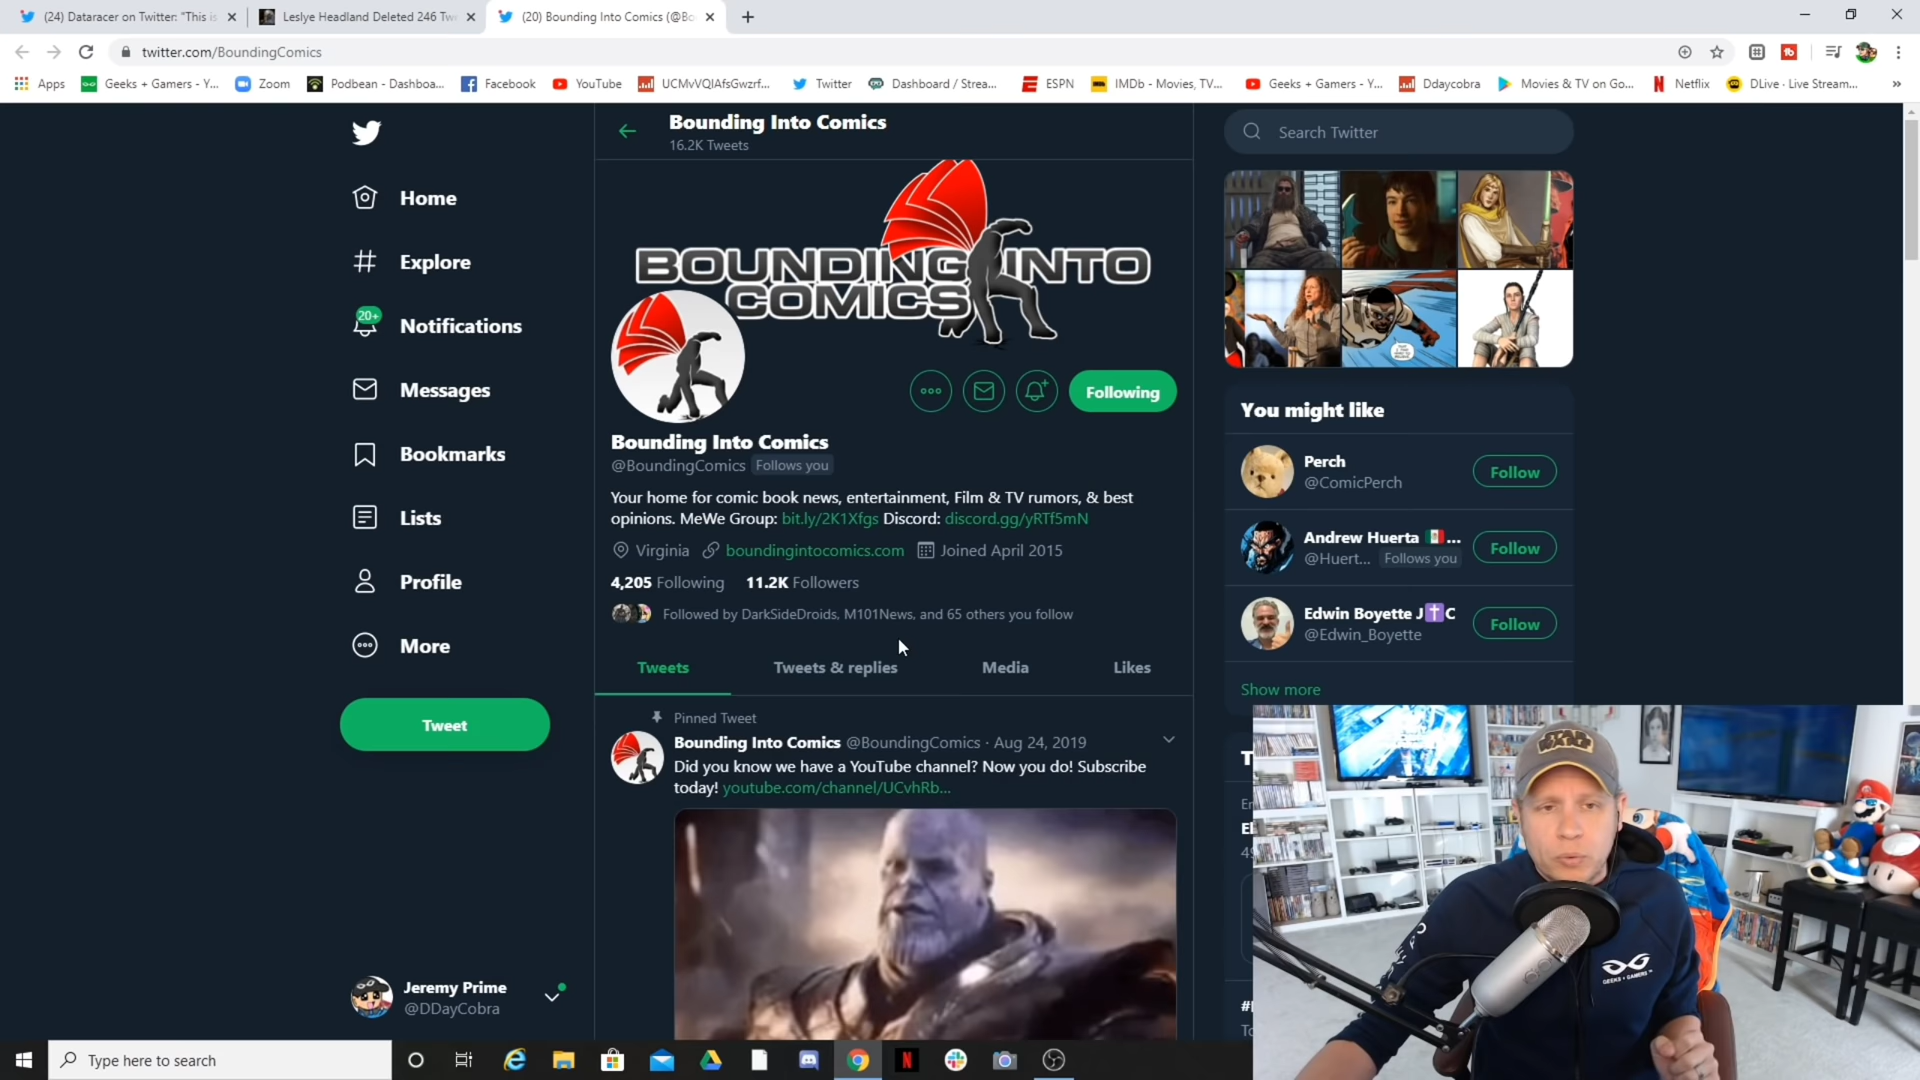 (24) Dataracer on Twitter: "This is
Leslye Headland Deleted 246 Twe
(20) Bounding Into Comics (@Bo
twitter.com/BoundingComics
Apps
Geeks + Gamers - Y...
Zoom
Podbean - Dashboa...
Facebook
YouTube
UCMvVQIAfsGwzrf...
Twitter
Dashboard / Strea...
ESPN
IMDb - Movies, TV...
Geeks + Gamers - Y...
Ddaycobra
Movies & TV on Go...
Netflix
DLive - Live Stream...
Home
Explore
20+
Notifications
Messages
Bookmarks
Lists
Profile
More
Tweet
Jeremy Prime
@DDayCobra
Bounding Into Comics
16.2K Tweets
BOUNDING INTO
COMICS
Following
Bounding Into Comics
@BoundingComics Follows you
Your home for comic book news, entertainment, Film & TV rumors, & best
opinions. MeWe Group: bit.ly/2K1Xfgs Discord: discord.gg/yRTf5mN
Virginia boundingintocomics.com Joined April 2015
4,205 Following 11.2K Followers
Followed by DarkSideDroids, M101News, and 65 others you follow
Tweets Tweets & replies Media Likes
Pinned Tweet
Bounding Into Comics @BoundingComics · Aug 24, 2019
Did you know we have a YouTube channel? Now you do! Subscribe
today! youtube.com/channel/UCvhRb...
Search Twitter
You might like
Perch
@ComicPerch
Follow
Andrew Huerta ...
@Huert... Follows you
Follow
Edwin Boyette J✝C
@Edwin_Boyette
Follow
Show more
STAR
WARS
GEEKS + GAMERS
Type here to search